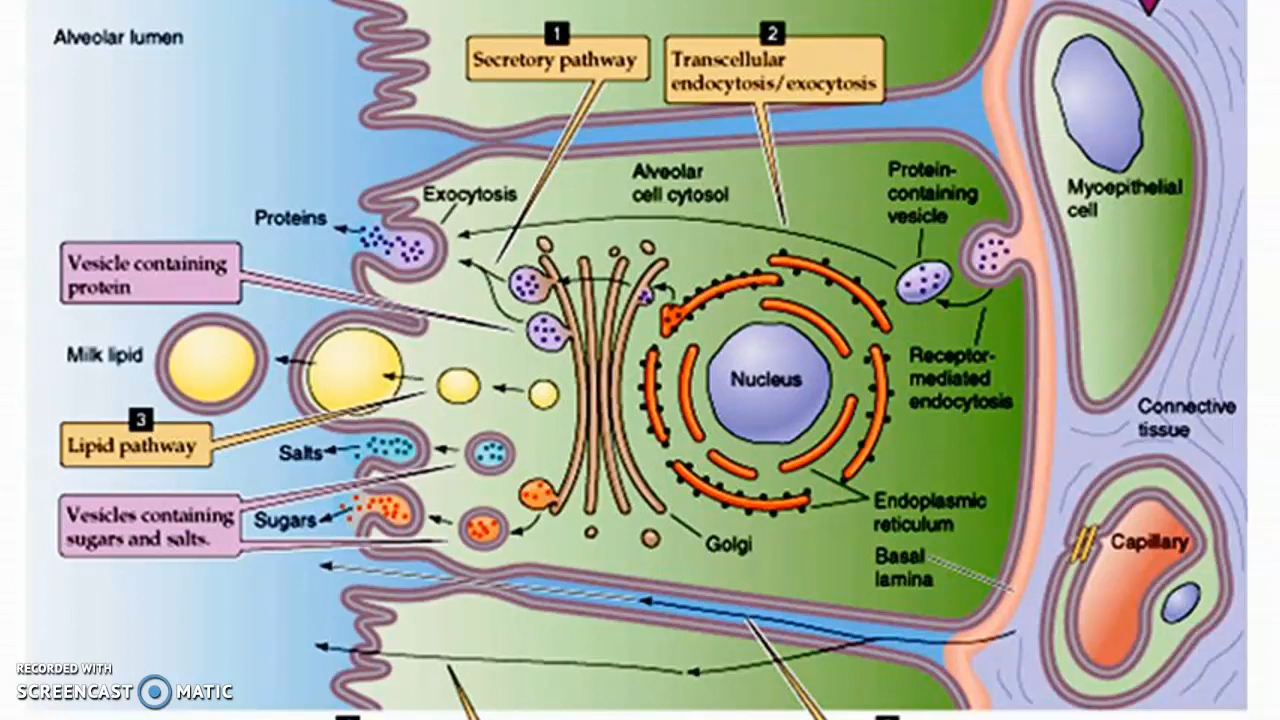 Alveolar lumen
1
Secretory pathway
2
Transcellular
endocytosis/exocytosis
Exocytosis
Alveolar
cell cytosol
Protein-
containing
vesicle
Myoepithelial
cell
Proteins
Vesicle containing
protein
Milk lipid
Nucleus
Receptor-
mediated
endocytosis
Connective
tissue
3
Lipid pathway
Salts
Vesicles containing
sugars and salts.
Sugars
Endoplasmic
reticulum
Golgi
Basal
lamina
Capillary
RECORDED WITH
SCREENCAST MATIC